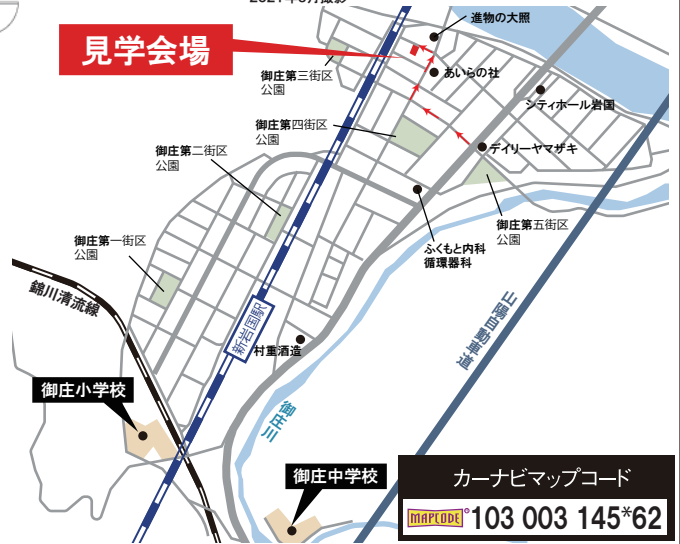 進物の大照
見学会場
あいらの社
御庄第三街区
公園
シティホール岩国
御庄第四街区
公園
デイリーヤマザキ
御庄第二街区
公園
御庄第五街区
公園
御庄第一街区
公園
ふくもと内科
循環器科
錦川清流線
山陽自動車道
新岩国駅
村重酒造
御庄小学校
御庄川
御庄中学校
カーナビマップコード
MAPCODE® 103 003 145*62